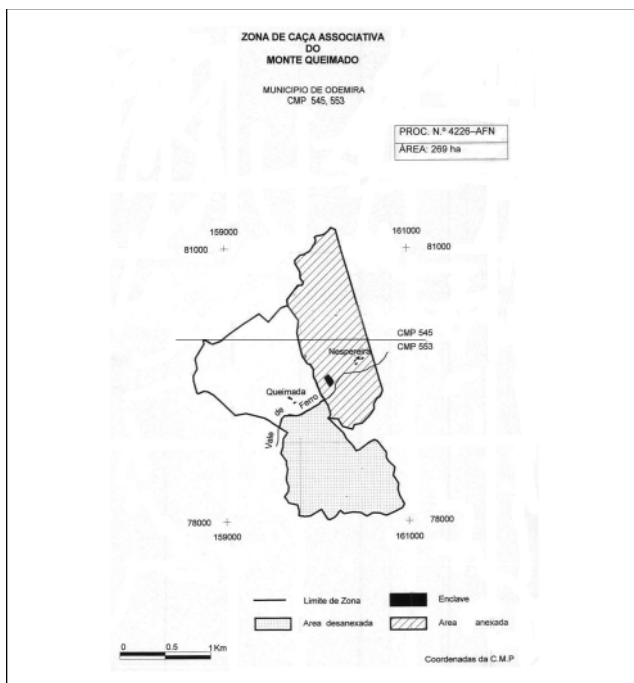 ZONA DE CAÇA ASSOCIATIVA
DO
MONTE QUEIMADO
MUNICIPIO DE ODEMIRA
CMP 545, 553
PROC. N.º 4226–AFN
ÁREA: 269 ha
159000
161000
81000
81000
CMP 545
CMP 553
Nespereira
Queimada
Vale de Ferro
78000
78000
159000
161000
Limite de Zona
Enclave
Area desanexada
Area anexada
0 0.5 1Km
Coordenadas da C.M.P